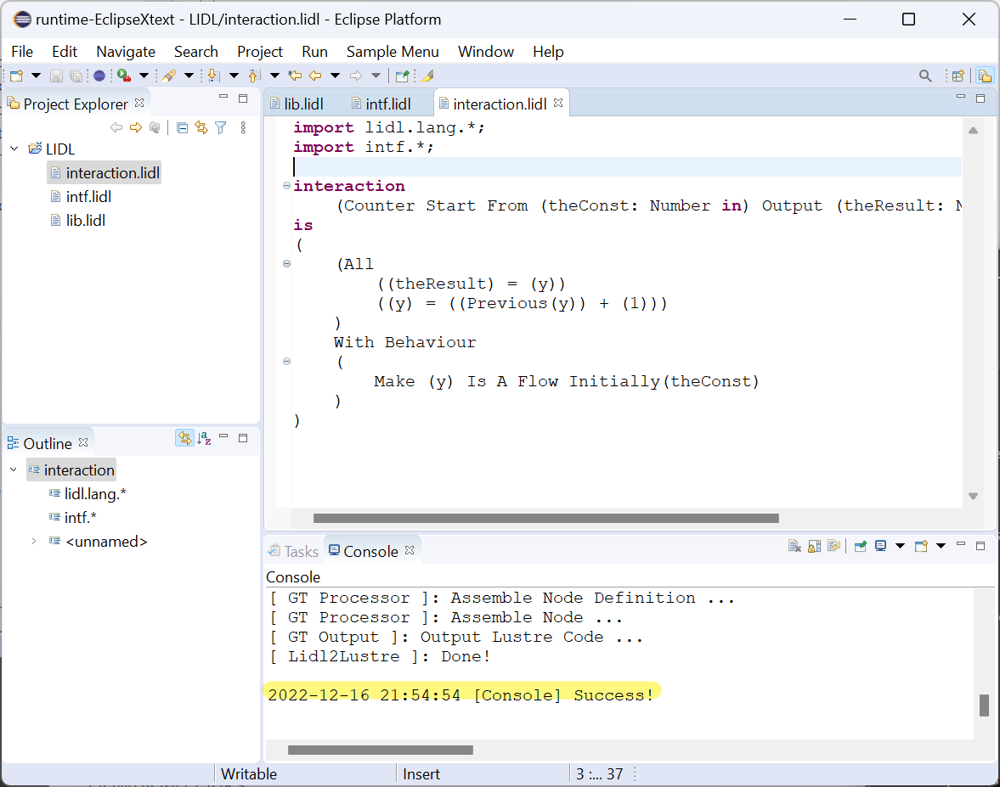 runtime-EclipseXtext - LIDL/interaction.lidl - Eclipse Platform
File Edit Navigate Search Project Run Sample Menu Window Help
Project Explorer
LIDL
interaction.lidl
intf.lidl
lib.lidl
lib.lidl intf.lidl interaction.lidl
import lidl.lang.*;
import intf.*;
interaction
(Counter Start From (theConst: Number in) Output (theResult:
is
(
(All
((theResult) = (y))
((y) = ((Previous(y)) + (1)))
)
With Behaviour
(
Make (y) Is A Flow Initially(theConst)
)
)
Outline
interaction
lidl.lang.*
intf.*
<unnamed>
Tasks Console
Console
[ GT Processor ]: Assemble Node Definition ...
[ GT Processor ]: Assemble Node ...
[ GT Output ]: Output Lustre Code ...
[ Lidl2Lustre ]: Done!
2022-12-16 21:54:54 [Console] Success!
Writable Insert 3 :... 37